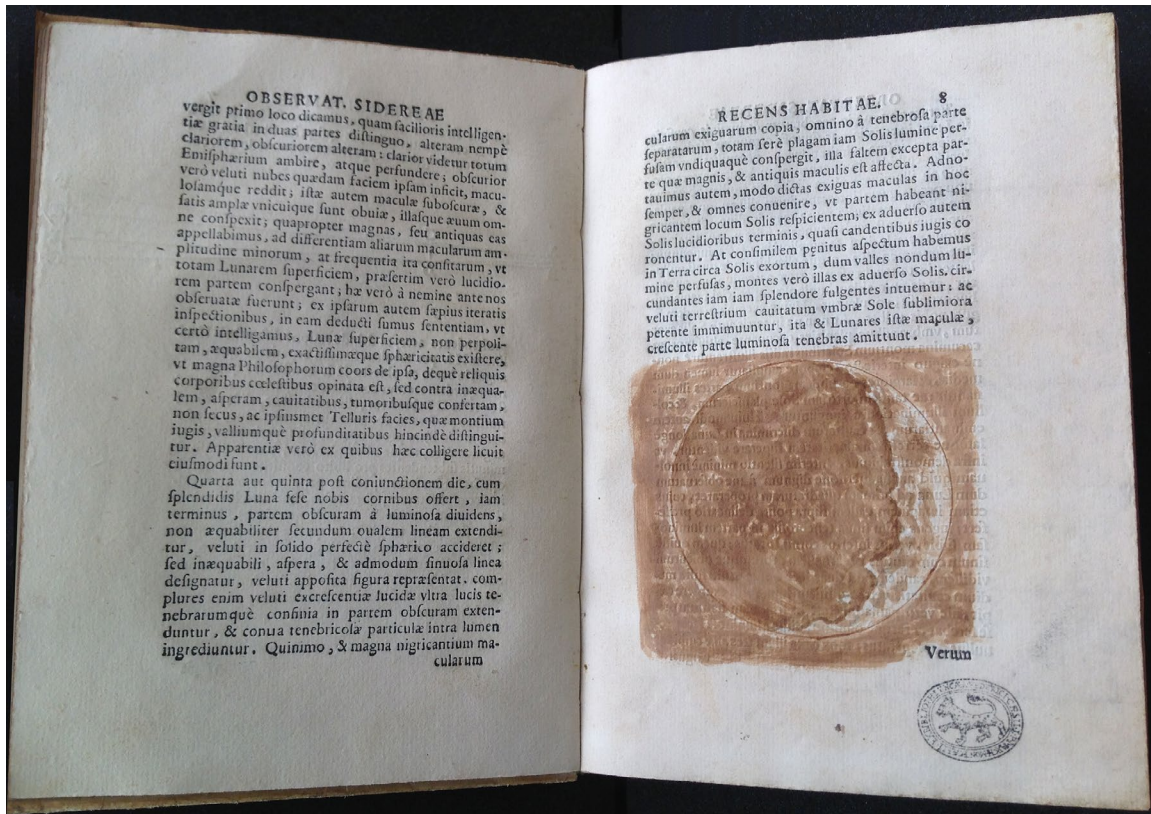 OBSERVAT. SIDEREAE
vergit primo loco dicamus, quam facilioris intelligen-
tiæ gratia in duas partes distinguo, alteram nempè
clariorem, obscuriorem alteram: clarior videtur totum
Emisphærium ambire, atque perfundere; obscurior
verò veluti nubes quædam faciem ipsam inficit, macu-
losamque reddit; istæ autem maculæ subobscuræ, &
satis amplæ vnicuique sunt obuiæ, illasque æuum om-
ne conspexit; quapropter magnas, seu antiquas eas
appellabimus, ad differentiam aliarum macularum am-
plitudine minorum, at frequentia ita consitarum, vt
totam Lunarem superficiem, præsertim verò lucidio-
rem partem conspergant; hæ verò à nemine ante nos
obseruatæ fuerunt; ex ipsarum autem sæpius iteratis
inspectionibus, in eam deducti sumus sententiam, vt
certò intelligamus, Lunæ superficiem, non perpoli-
tam, æquabilem, exactissimæque sphæricitatis existere,
vt magna Philosophorum coors de ipsa, dequè reliquis
corporibus cœlestibus opinata est, sed contra inæqua-
lem, asperam, cauitatibus, tumoribusque confertam,
non secus, ac ipsiusmet Telluris facies, quæ montium
iugis, valliumquè profunditatibus hincindè distingui-
tur. Apparentiæ verò ex quibus hæc colligere licuit
eiusmodi sunt.
Quarta aut quinta post coniunctionem die, cum
splendidis Luna sese nobis cornibus offert, iam
terminus, partem obscuram à luminosa diuidens,
non æquabiliter secundum oualem lineam extendi-
tur, veluti in solido perfectè sphærico accideret;
sed inæquabili, aspera, & admodum sinuosa linea
designatur, veluti apposita figura repræsentat. com-
plures enim veluti excrescentiæ lucidæ vltra lucis te-
nebrarumquè confinia in partem obscuram exten-
duntur, & contra tenebricosæ particulæ intra lumen
ingrediuntur. Quinimo, & magna nigricantium ma-
cularum
RECENS HABITAE. 8
cularum exiguarum copia, omnino à tenebrosa parte
separatarum, totam ferè plagam iam Solis lumine per-
fusam vndiquaquè conspergit, illa saltem excepta par-
te quæ magnis, & antiquis maculis est affecta. Adno-
tauimus autem, modo dictas exiguas maculas in hoc
semper, & omnes conuenire, vt partem habeant ni-
gricantem locum Solis respicientem; ex aduerso autem
Solis lucidioribus terminis, quasi candentibus iugis co
ronentur. At consimilem penitus aspectum habemus
in Terra circa Solis exortum, dum valles nondum lu-
mine perfusas, montes verò illas ex aduerso Solis cir-
cundantes iam iam splendore fulgentes intuemur: ac
veluti terrestrium cauitatum vmbræ Sole sublimiora
petente imminuuntur, ita & Lunares istæ maculæ,
crescente parte luminosa tenebras amittunt.
Verum